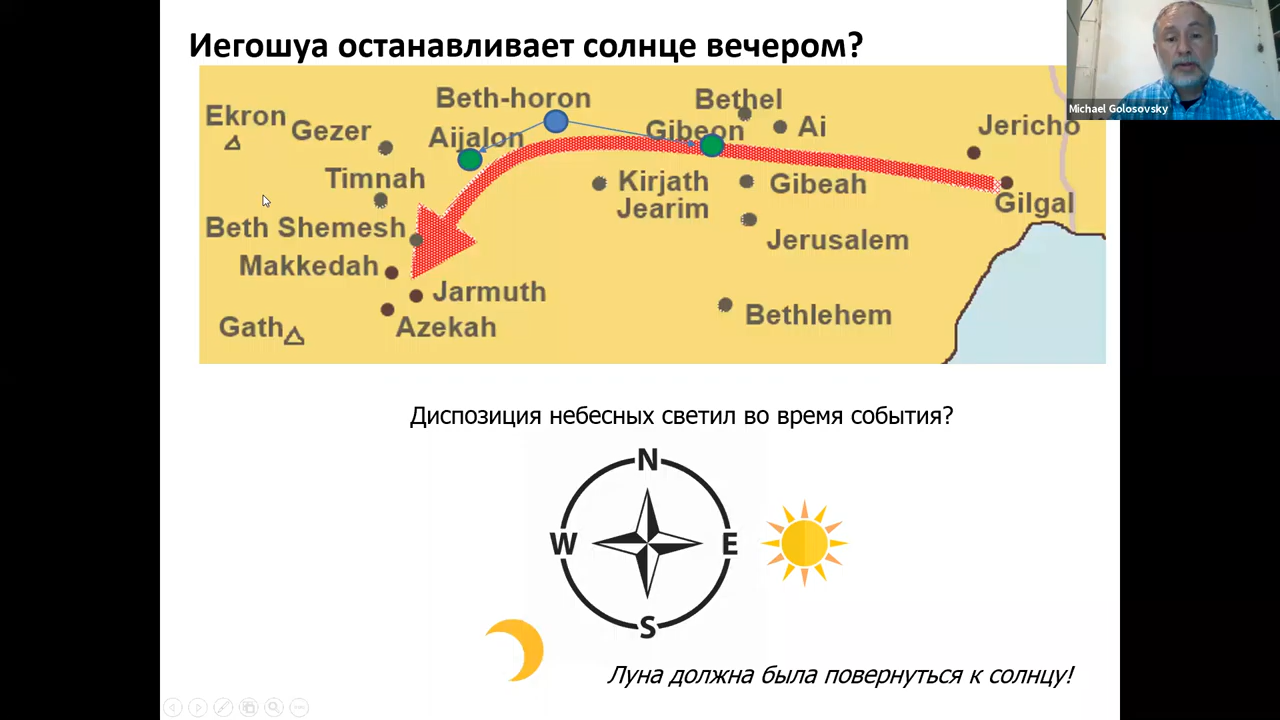 Иегошуа останавливает солнце вечером?
Michael Golosovsky
Beth-horon
Bethel
Ekron
Gezer
Aijalon
Gibeon
Ai
Jericho
Timnah
Kirjath
Jearim
Gibeah
Gilgal
Beth Shemesh
Jerusalem
Makkedah
Jarmuth
Gath
Azekah
Bethlehem
Диспозиция небесных светил во время события?
N
W
E
S
Луна должна была повернуться к солнцу!